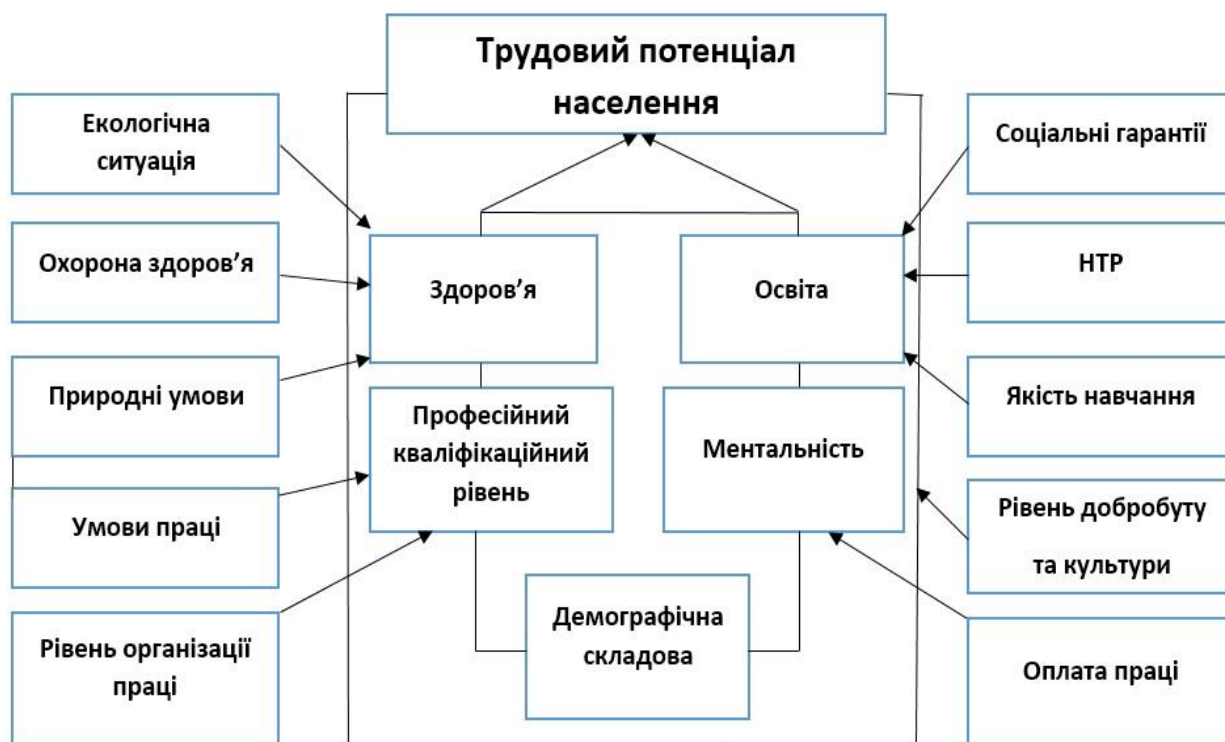 Трудовий потенціал
населення
Екологічна
ситуація
Соціальні гарантії
Охорона здоров’я
Здоров’я
Освіта
НТР
Природні умови
Якість навчання
Професійний
кваліфікаційний
рівень
Ментальність
Умови праці
Рівень добробуту
та культури
Рівень організації
праці
Демографічна
складова
Оплата праці